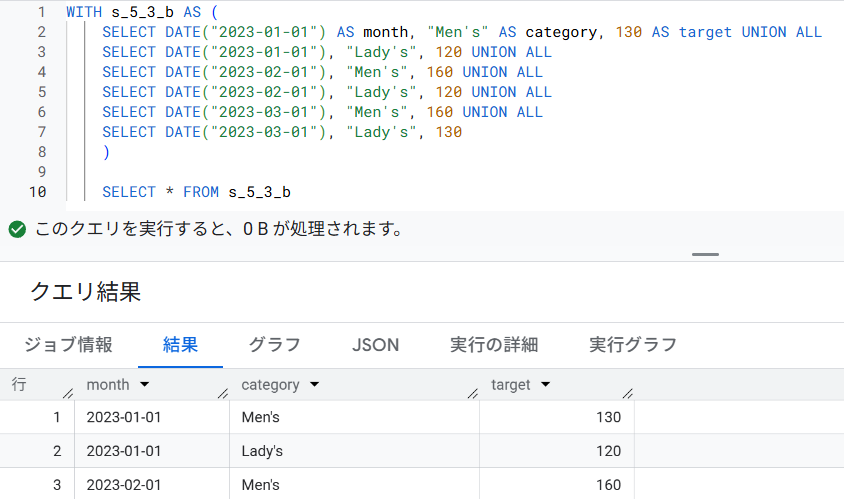 1 WITH s_5_3_b AS (
2 SELECT DATE("2023-01-01") AS month, "Men's" AS category, 130 AS target UNION ALL
3 SELECT DATE("2023-01-01"), "Lady's", 120 UNION ALL
4 SELECT DATE("2023-02-01"), "Men's", 160 UNION ALL
5 SELECT DATE("2023-02-01"), "Lady's", 120 UNION ALL
6 SELECT DATE("2023-03-01"), "Men's", 160 UNION ALL
7 SELECT DATE("2023-03-01"), "Lady's", 130
8 )
9
10 SELECT * FROM s_5_3_b
このクエリを実行すると、0 B が処理されます。
クエリ結果
ジョブ情報 結果 グラフ JSON 実行の詳細 実行グラフ
行 month category target
1 2023-01-01 Men's 130
2 2023-01-01 Lady's 120
3 2023-02-01 Men's 160